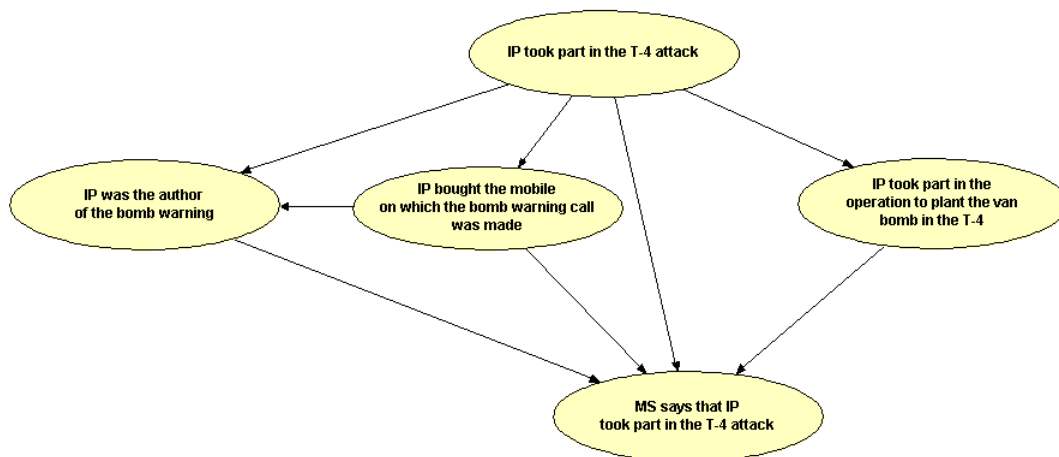 IP took part in the T-4 attack
IP was the author
of the bomb warning
IP bought the mobile
on which the bomb warning call
was made
IP took part in the
operation to plant the van
bomb in the T-4
MS says that IP
took part in the T-4 attack